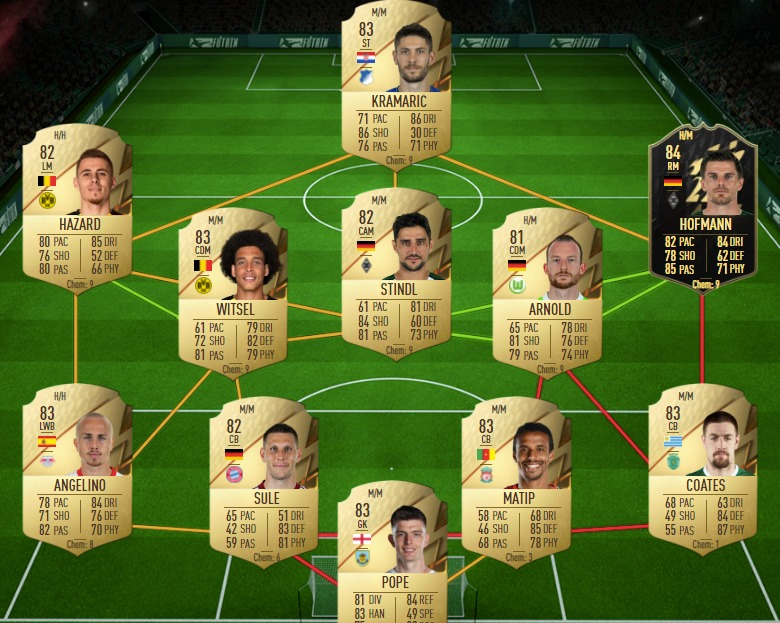 M/M
83
ST
KRAMARIC
71 PAC 86 DRI
86 SHO 30 DEF
76 PAS 71 PHY
Chem: 9
H/H
82
LM
HAZARD
80 PAC 85 DRI
76 SHO 52 DEF
80 PAS 66 PHY
Chem: 9
H/M
84
RM
HOFMANN
82 PAC 84 DRI
78 SHO 62 DEF
85 PAS 71 PHY
Chem: 9
M/M
83
CDM
WITSEL
61 PAC 79 DRI
72 SHO 82 DEF
81 PAS 79 PHY
Chem: 9
M/M
82
CAM
STINDL
61 PAC 81 DRI
84 SHO 60 DEF
81 PAS 73 PHY
Chem: 9
H/M
81
CDM
ARNOLD
65 PAC 78 DRI
81 SHO 76 DEF
79 PAS 74 PHY
Chem: 9
H/H
83
LWB
ANGELINO
78 PAC 84 DRI
71 SHO 76 DEF
82 PAS 70 PHY
Chem: 8
M/M
82
CB
SULE
65 PAC 51 DRI
42 SHO 83 DEF
59 PAS 81 PHY
Chem: 6
M/M
83
CB
MATIP
58 PAC 68 DRI
46 SHO 85 DEF
68 PAS 78 PHY
Chem: 3
M/M
83
CB
COATES
68 PAC 63 DRI
49 SHO 84 DEF
55 PAS 87 PHY
Chem: 1
M/M
83
GK
POPE
81 DIV 84 REF
83 HAN 49 SPE